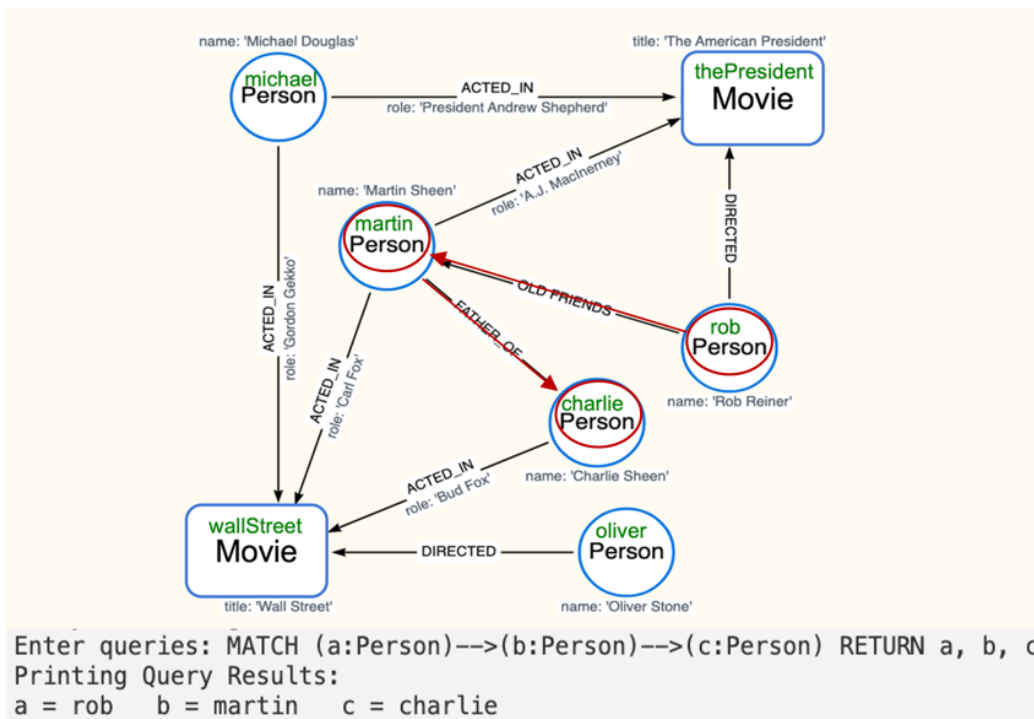 name: 'Michael Douglas'
title: 'The American President'
michael
Person
ACTED_IN
role: 'President Andrew Shepherd'
thePresident
Movie
ACTED_IN
role: 'A.J. MacInerney'
name: 'Martin Sheen'
martin
Person
DIRECTED
ACTED_IN
role: 'Gordon Gekko'
OLD FRIENDS
FATHER_OF
rob
Person
name: 'Rob Reiner'
ACTED_IN
role: 'Carl Fox'
charlie
Person
name: 'Charlie Sheen'
ACTED_IN
role: 'Bud Fox'
wallStreet
Movie
title: 'Wall Street'
DIRECTED
oliver
Person
name: 'Oliver Stone'
Enter queries: MATCH (a:Person)-->(b:Person)-->(c:Person) RETURN a, b, c
Printing Query Results:
a = rob   b = martin   c = charlie